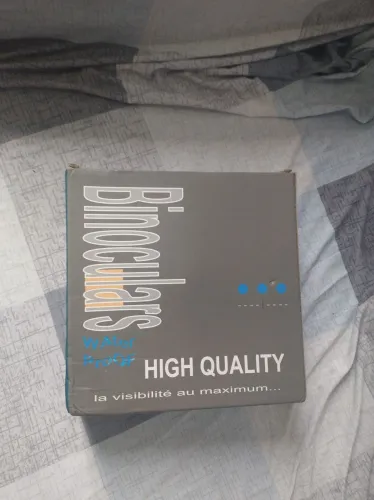 Binoculars
HIGH QUALITY
la visibilité au maximum...